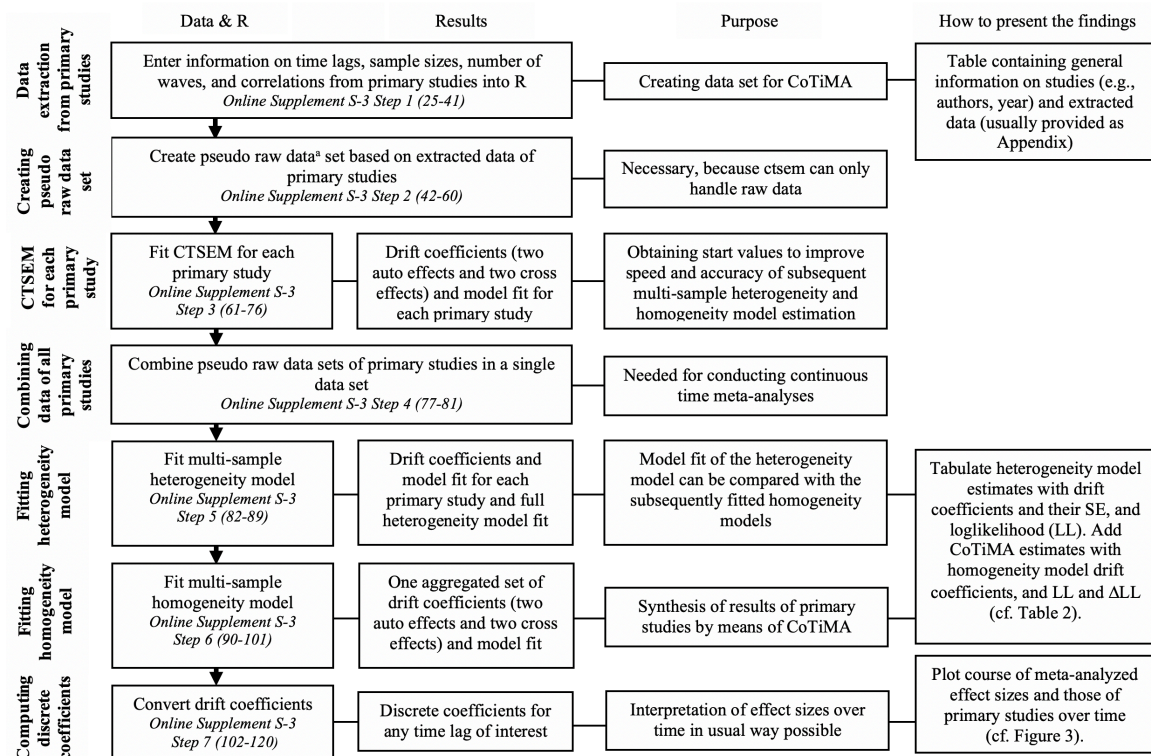 Data & R
Results
Purpose
How to present the findings
Data
extraction
from primary
studies
Enter information on time lags, sample sizes, number of
waves, and correlations from primary studies into R
Online Supplement S-3 Step 1 (25-41)
Creating data set for CoTiMA
Table containing general
information on studies (e.g.,
authors, year) and extracted
data (usually provided as
Appendix)
Creating
pseudo
raw data
set
Create pseudo raw dataª set based on extracted data of
primary studies
Online Supplement S-3 Step 2 (42-60)
Necessary, because ctsem can only
handle raw data
CTSEM
for each
primary
study
Fit CTSEM for each
primary study
Online Supplement S-3
Step 3 (61-76)
Drift coefficients (two
auto effects and two cross
effects) and model fit for
each primary study
Obtaining start values to improve
speed and accuracy of subsequent
multi-sample heterogeneity and
homogeneity model estimation
Combining
data of all
primary
studies
Combine pseudo raw data sets of primary studies in a single
data set
Online Supplement S-3 Step 4 (77-81)
Needed for conducting continuous
time meta-analyses
Fitting
heterogenity
model
Fit multi-sample
heterogeneity model
Online Supplement S-3
Step 5 (82-89)
Drift coefficients and
model fit for each
primary study and full
heterogeneity model fit
Model fit of the heterogeneity
model can be compared with the
subsequently fitted homogeneity
models
Tabulate heterogeneity model
estimates with drift
coefficients and their SE, and
loglikelihood (LL). Add
CoTiMA estimates with
homogeneity model drift
coefficients, and LL and ΔLL
(cf. Table 2).
Fitting
homogeneity
model
Fit multi-sample
homogeneity model
Online Supplement S-3
Step 6 (90-101)
One aggregated set of
drift coefficients (two
auto effects and two cross
effects) and model fit
Synthesis of results of primary
studies by means of CoTiMA
Computing
discrete
coefficients
Convert drift coefficients
Online Supplement S-3
Step 7 (102-120)
Discrete coefficients for
any time lag of interest
Interpretation of effect sizes over
time in usual way possible
Plot course of meta-analyzed
effect sizes and those of
primary studies over time
(cf. Figure 3).